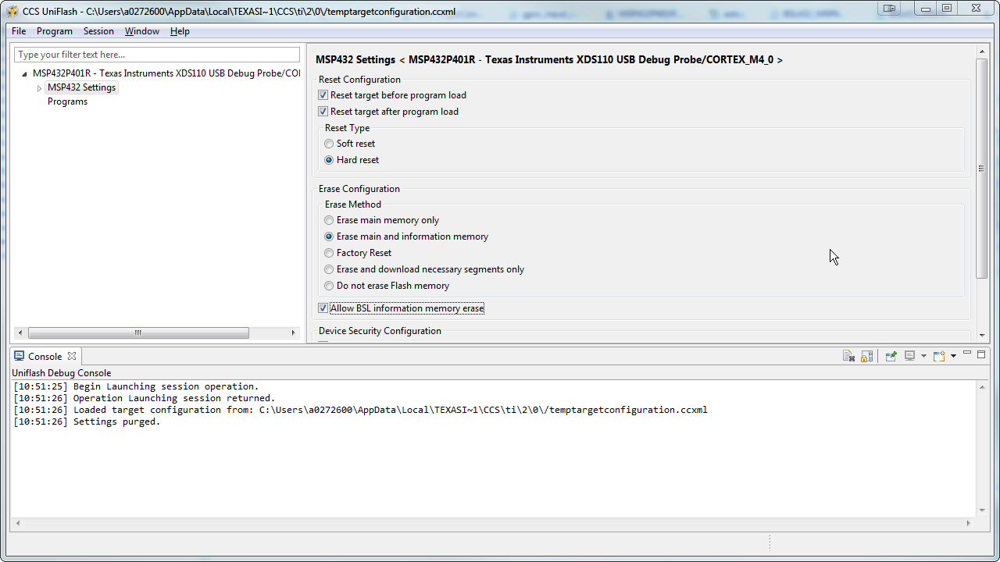 CCS UniFlash - C:\Users\a0272600\AppData\Local\TEXASI~1\CCS\ti\2\0\/temptargetconfiguration.ccxml
File Program Session Window Help
Type your filter text here...
MSP432P401R - Texas Instruments XDS110 USB Debug Probe/COI
MSP432 Settings
Programs
MSP432 Settings < MSP432P401R - Texas Instruments XDS110 USB Debug Probe/CORTEX_M4_0 >
Reset Configuration
Reset target before program load
Reset target after program load
Reset Type
Soft reset
Hard reset
Erase Configuration
Erase Method
Erase main memory only
Erase main and information memory
Factory Reset
Erase and download necessary segments only
Do not erase Flash memory
Allow BSL information memory erase
Device Security Configuration
Console
Uniflash Debug Console
[10:51:25] Begin Launching session operation.
[10:51:26] Operation Launching session returned.
[10:51:26] Loaded target configuration from: C:\Users\a0272600\AppData\Local\TEXASI~1\CCS\ti\2\0\/temptargetconfiguration.ccxml
[10:51:26] Settings purged.